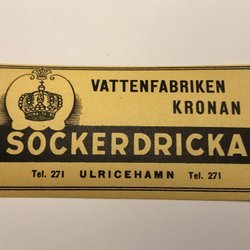 VATTENFABRIKEN
KRONAN
SOCKERDRICKA
Tel. 271 ULRICEHAMN Tel. 271